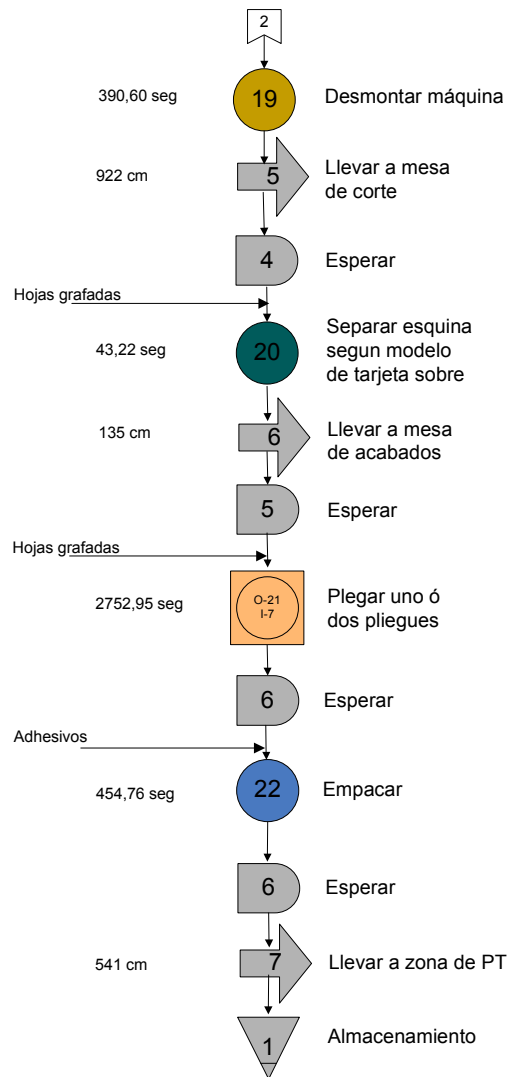 2
390,60 seg
19
Desmontar máquina
922 cm
5
Llevar a mesa
de corte
4
Esperar
Hojas grafadas
43,22 seg
20
Separar esquina
segun modelo
de tarjeta sobre
135 cm
6
Llevar a mesa
de acabados
5
Esperar
Hojas grafadas
2752,95 seg
O-21
I-7
Plegar uno ó
dos pliegues
6
Esperar
Adhesivos
454,76 seg
22
Empacar
6
Esperar
541 cm
7
Llevar a zona de PT
1
Almacenamiento